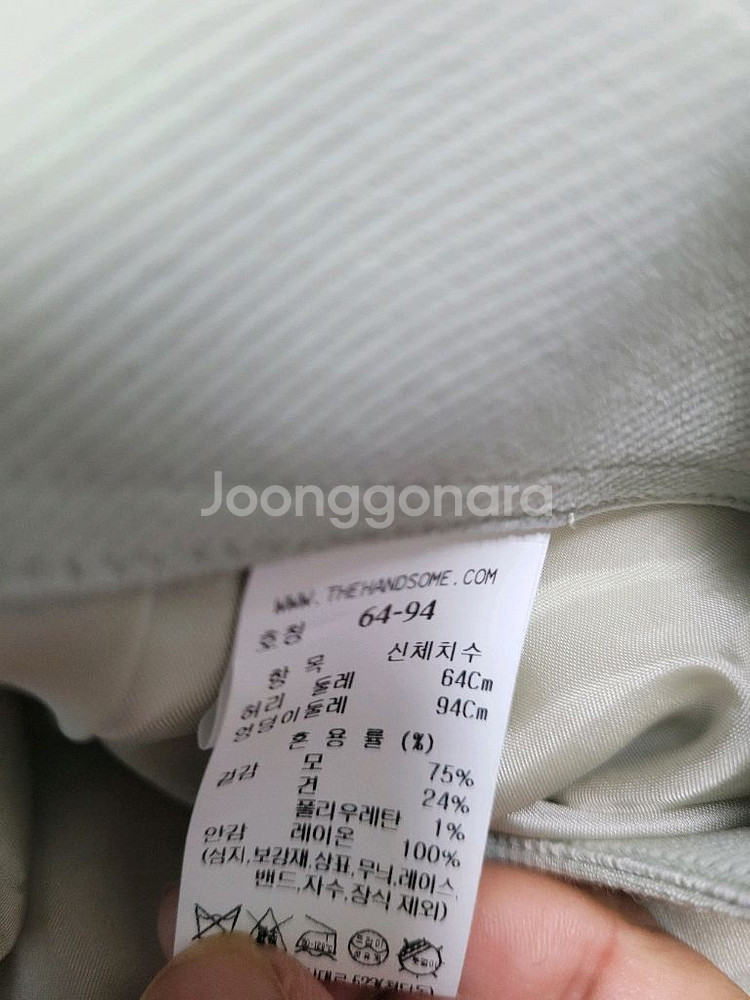 Joonggonara
WWW.THEHANDSOME.COM
호칭 64-94
항 목 신체치수
허리 둘레 64Cm
엉덩이둘레 94Cm
혼 용 률 (%)
겉감 모 75%
견 24%
폴리우레탄 1%
안감 레이온 100%
(심지,보강재,상표,무늬,레이스,
밴드,자수,장식 제외)